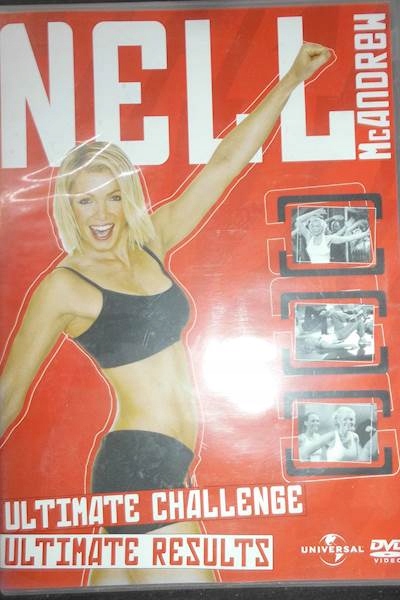 NELL
McANDREW
ULTIMATE CHALLENGE
ULTIMATE RESULTS
UNIVERSAL
DVD
VIDEO